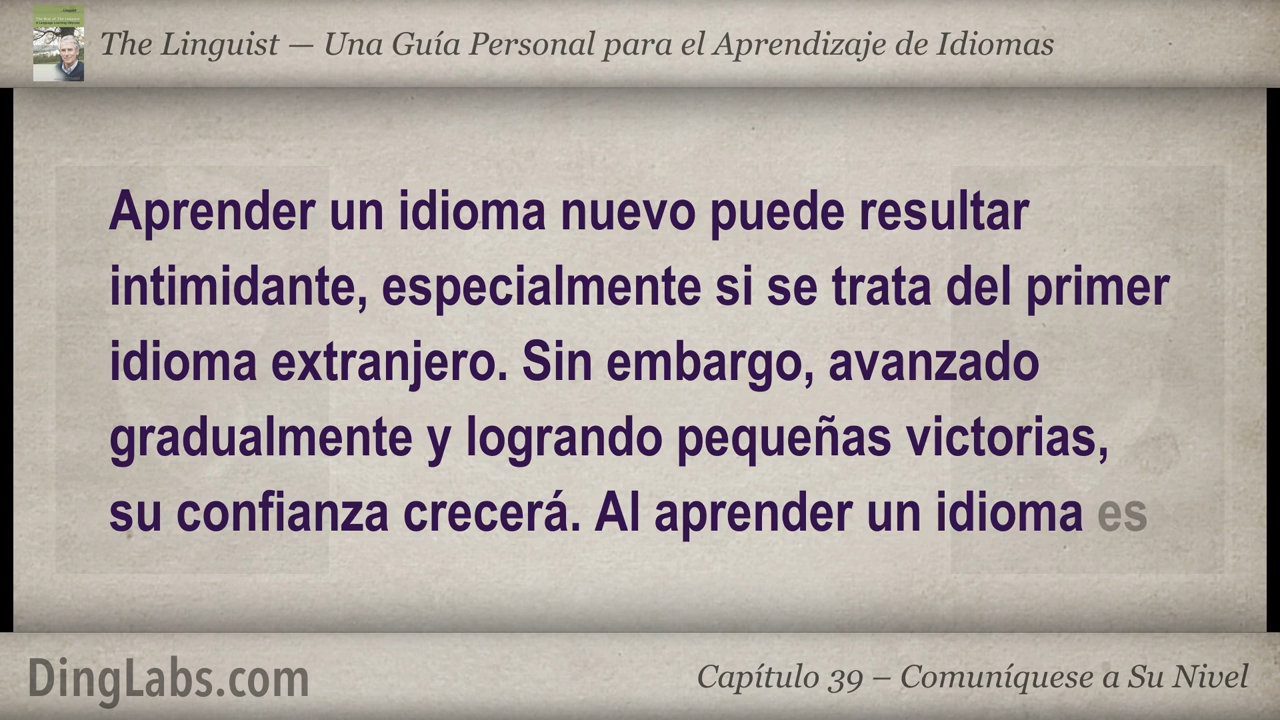 The Linguist — Una Guía Personal para el Aprendizaje de Idiomas
Aprender un idioma nuevo puede resultar
intimidante, especialmente si se trata del primer
idioma extranjero. Sin embargo, avanzado
gradualmente y logrando pequeñas victorias,
su confianza crecerá. Al aprender un idioma es
DingLabs.com
Capítulo 39 – Comuníquese a Su Nivel